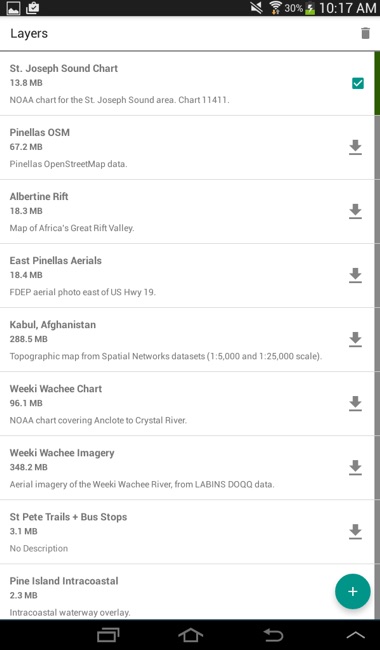 30% 10:17 AM
Layers
St. Joseph Sound Chart
13.8 MB
NOAA chart for the St. Joseph Sound area. Chart 11411.
Pinellas OSM
67.2 MB
Pinellas OpenStreetMap data.
Albertine Rift
18.3 MB
Map of Africa's Great Rift Valley.
East Pinellas Aerials
18.4 MB
FDEP aerial photo east of US Hwy 19.
Kabul, Afghanistan
288.5 MB
Topographic map from Spatial Networks datasets (1:5,000 and 1:25,000 scale).
Weeki Wachee Chart
96.1 MB
NOAA chart covering Anclote to Crystal River.
Weeki Wachee Imagery
348.2 MB
Aerial imagery of the Weeki Wachee River, from LABINS DOQQ data.
St Pete Trails + Bus Stops
3.1 MB
No Description
Pine Island Intracoastal
2.3 MB
Intracoastal waterway overlay.